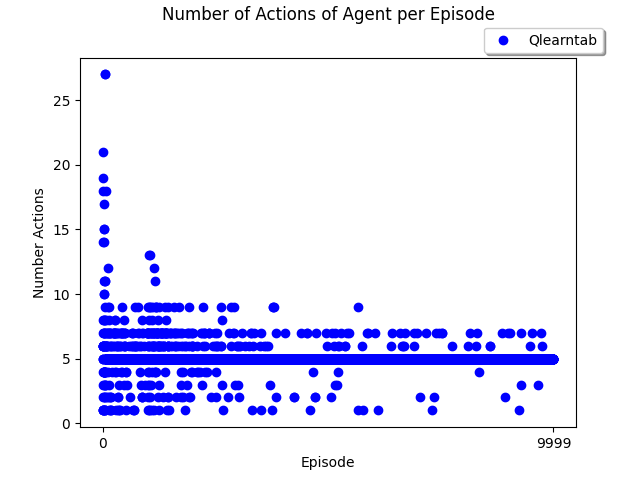 Number of Actions of Agent per Episode
Qlearntab
25
20
15
10
5
0
Number Actions
0 9999
Episode